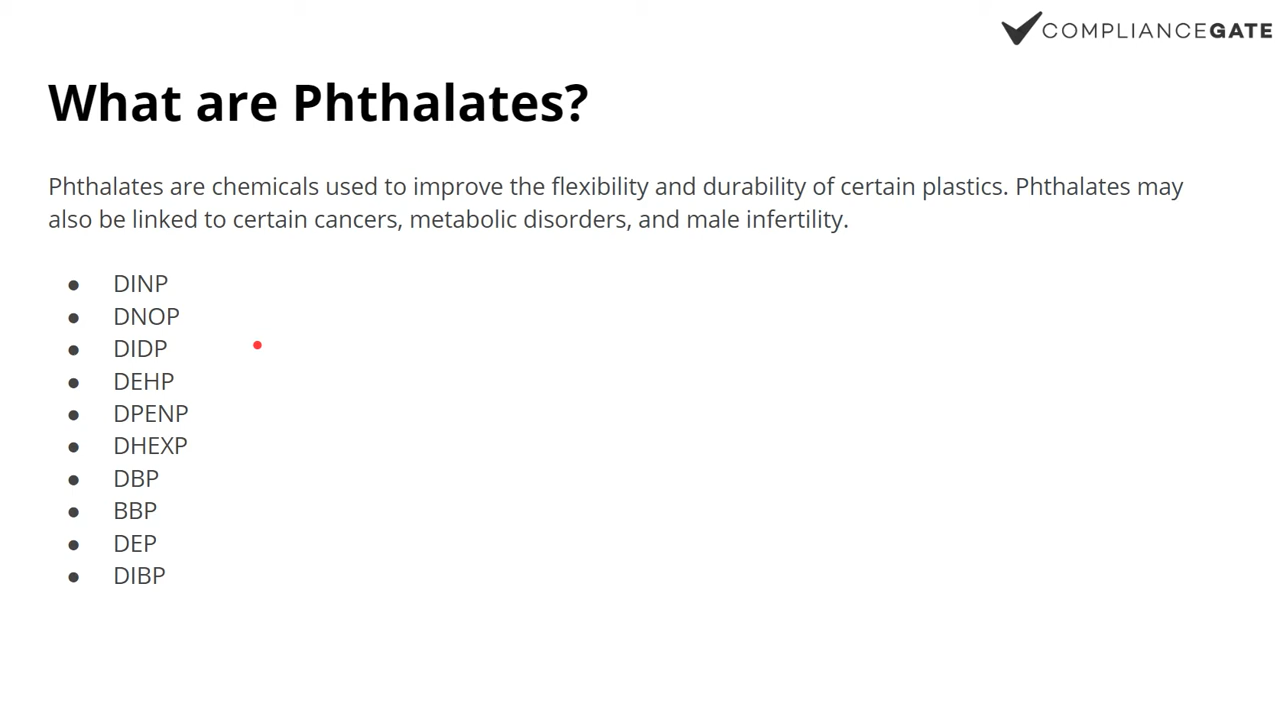 COMPLIANCEGATE
What are Phthalates?
Phthalates are chemicals used to improve the flexibility and durability of certain plastics. Phthalates may
also be linked to certain cancers, metabolic disorders, and male infertility.
● DINP
● DNOP
● DIDP
● DEHP
● DPENP
● DHEXP
● DBP
● BBP
● DEP
● DIBP